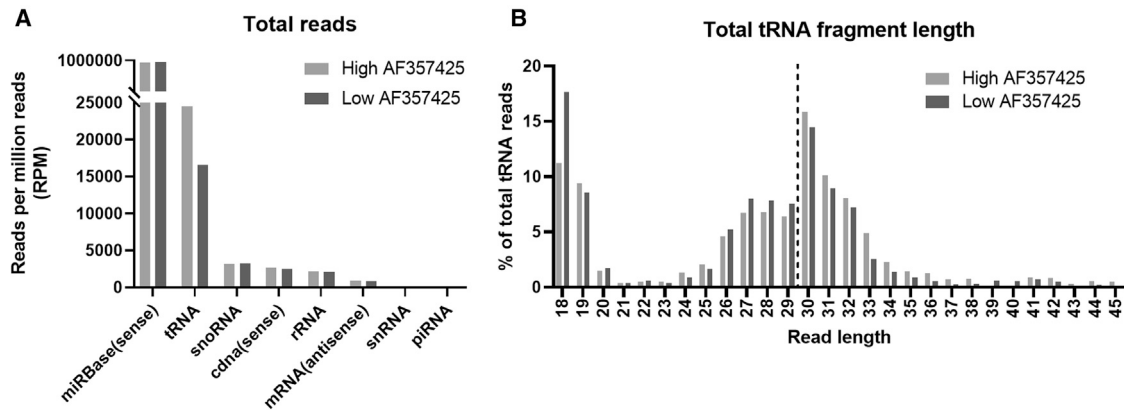 A
Total reads
Reads per million reads
(RPM)
1000000
25000
20000
15000
10000
5000
0
High AF357425
Low AF357425
miRBase(sense)
tRNA
snoRNA
cdna(sense)
rRNA
mRNA(antisense)
snRNA
piRNA
B
Total tRNA fragment length
% of total tRNA reads
20
15
10
5
0
High AF357425
Low AF357425
18 19 20 21 22 23 24 25 26 27 28 29 30 31 32 33 34 35 36 37 38 39 40 41 42 43 44 45
Read length